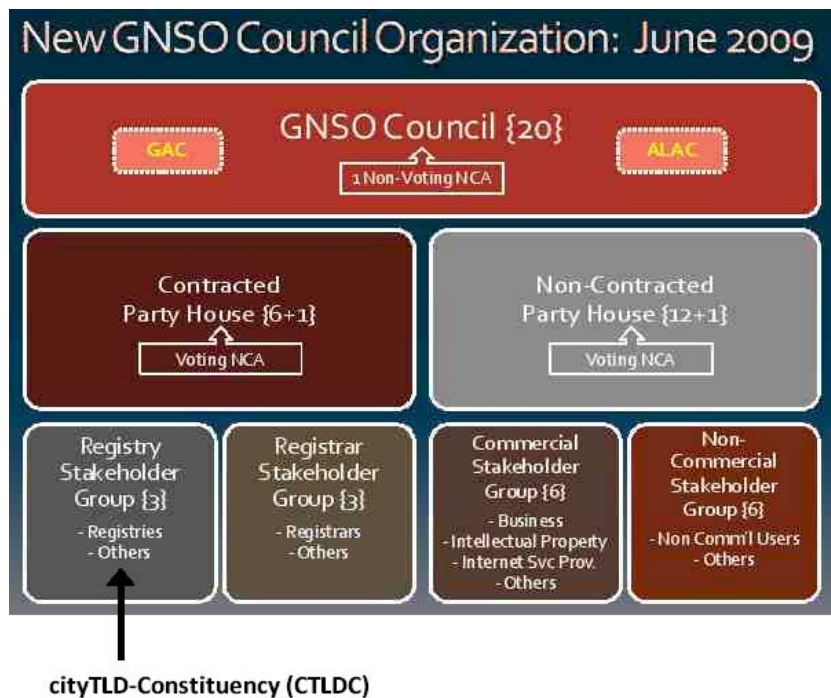 New GNSO Council Organization: June 2009
GNSO Council {20}
GAC
ALAC
1 Non-Voting NCA
Contracted
Party House {6+1}
Voting NCA
Non-Contracted
Party House {12+1}
Voting NCA
Registry
Stakeholder
Group {3}
- Registries
- Others
Registrar
Stakeholder
Group {3}
- Registrars
- Others
Commercial
Stakeholder
Group {6}
- Business
- Intellectual Property
- Internet Svc Prov.
- Others
Non-
Commercial
Stakeholder
Group {6}
- Non Comm'l Users
- Others
cityTLD-Constituency (CTLDC)